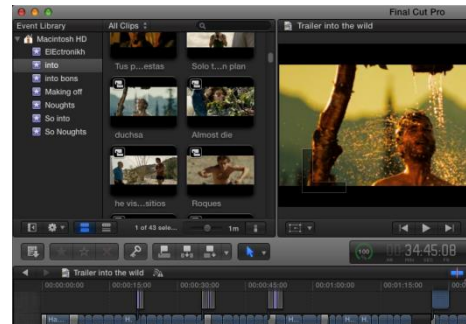 Final Cut Pro
Event Library
All Clips
Trailer into the wild
Macintosh HD
ElEctronikh
into
into bons
Making off
Noughts
So into
So Noughts
Tus p...estas
Solo t...n plan
duchsa
Almost die
he vis...sitios
Roques
1 of 43 sele...
1m
100
34:45:08
Trailer into the wild
00:00:00:00
00:00:15:00
00:00:30:00
00:00:45:00
00:01:00:00
00:01:15:00
Ha...
H...
H...
H...